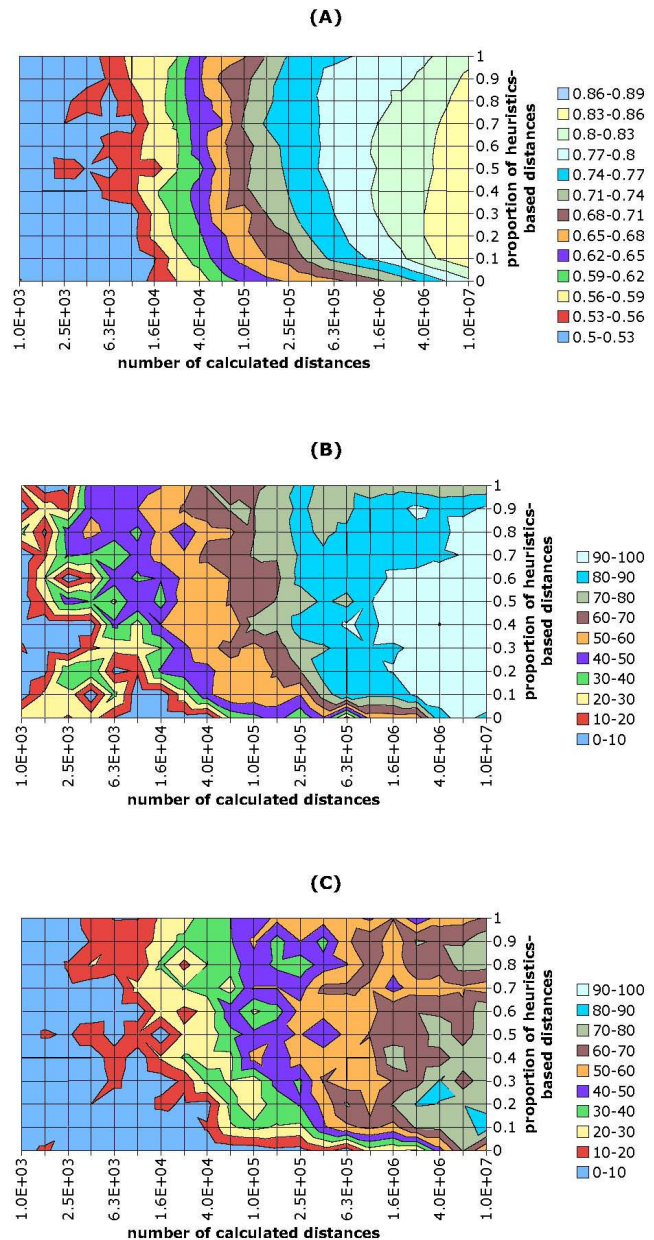 (A)
1
0.9
0.8
0.7
0.6
0.5
0.4
0.3
0.2
0.1
0
proportion of heuristics-
based distances
0.86-0.89
0.83-0.86
0.8-0.83
0.77-0.8
0.74-0.77
0.71-0.74
0.68-0.71
0.65-0.68
0.62-0.65
0.59-0.62
0.56-0.59
0.53-0.56
0.5-0.53
1.0E+03
2.5E+03
6.3E+03
1.6E+04
4.0E+04
1.0E+05
2.5E+05
6.3E+05
1.6E+06
4.0E+06
1.0E+07
number of calculated distances
(B)
1
0.9
0.8
0.7
0.6
0.5
0.4
0.3
0.2
0.1
0
proportion of heuristics-
based distances
90-100
80-90
70-80
60-70
50-60
40-50
30-40
20-30
10-20
0-10
1.0E+03
2.5E+03
6.3E+03
1.6E+04
4.0E+04
1.0E+05
2.5E+05
6.3E+05
1.6E+06
4.0E+06
1.0E+07
number of calculated distances
(C)
1
0.9
0.8
0.7
0.6
0.5
0.4
0.3
0.2
0.1
0
proportion of heuristics-
based distances
90-100
80-90
70-80
60-70
50-60
40-50
30-40
20-30
10-20
0-10
1.0E+03
2.5E+03
6.3E+03
1.6E+04
4.0E+04
1.0E+05
2.5E+05
6.3E+05
1.6E+06
4.0E+06
1.0E+07
number of calculated distances